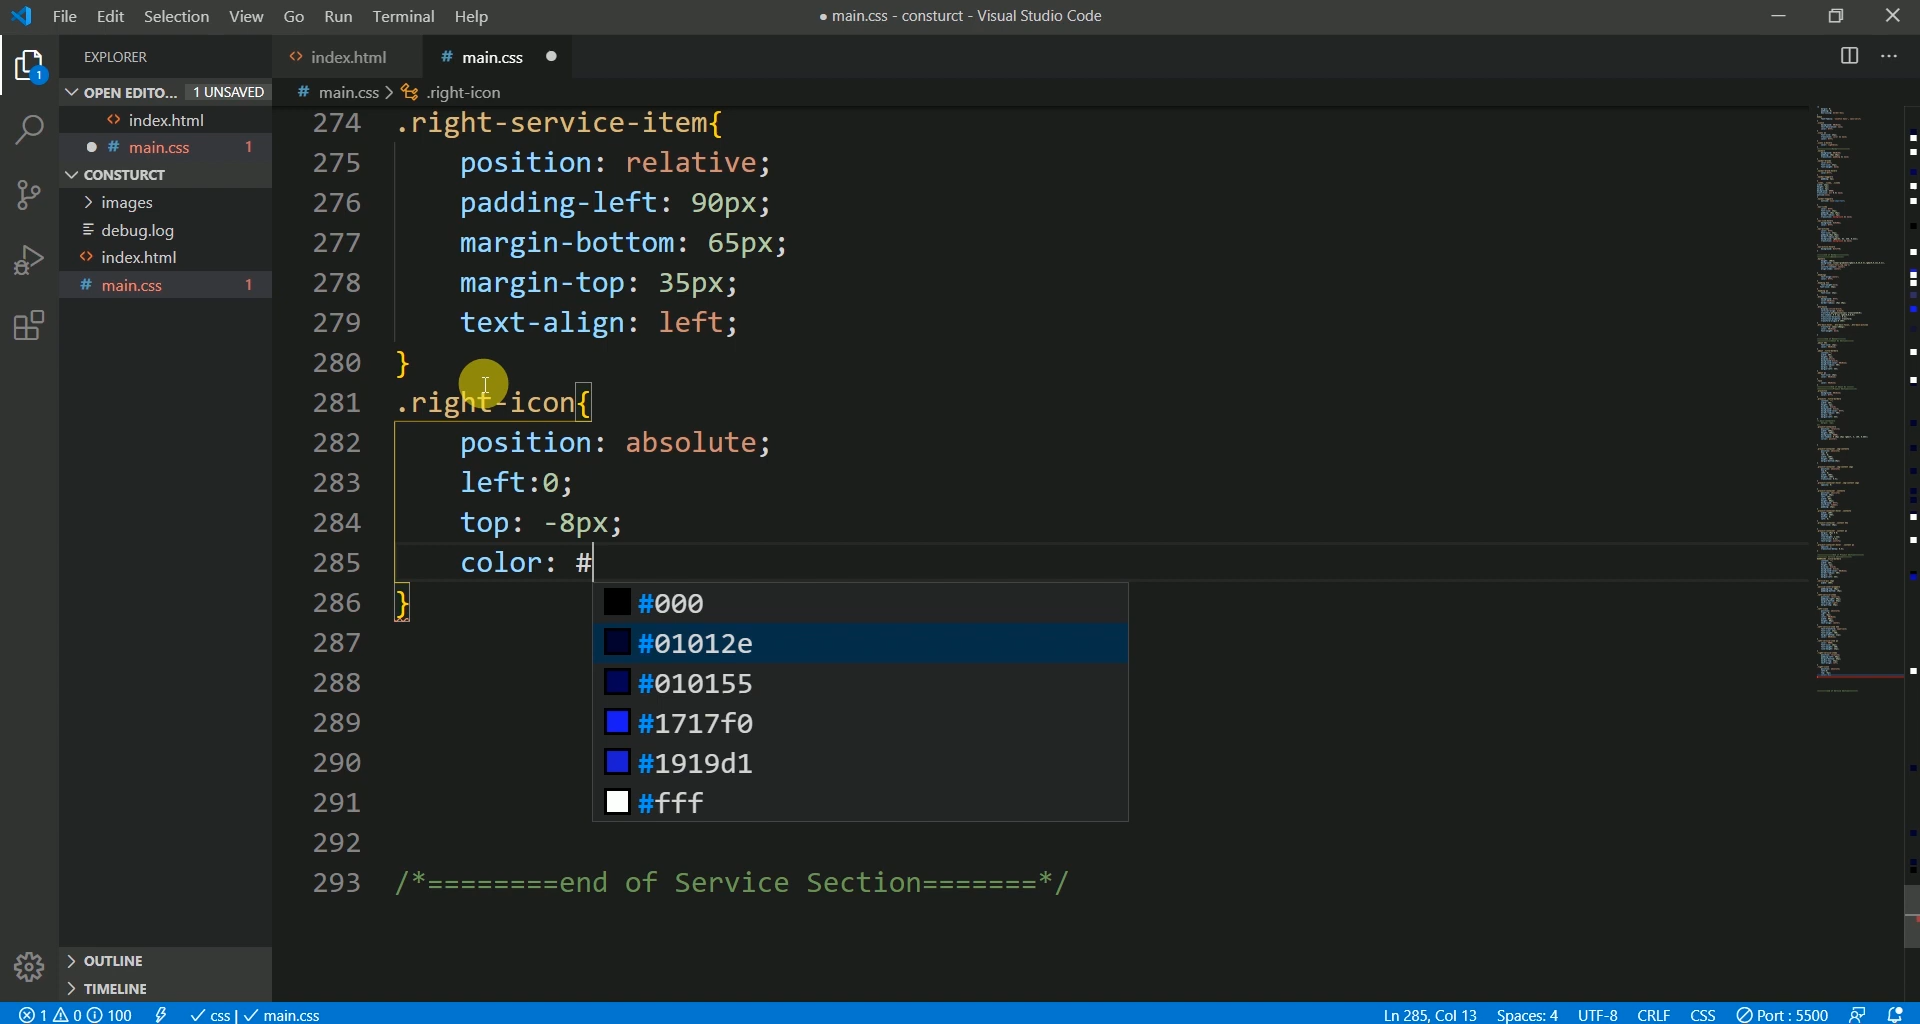 File Edit Selection View Go Run Terminal Help
● main.css - consturct - Visual Studio Code
EXPLORER
<> index.html
# main.css ●
OPEN EDITO... 1 UNSAVED
# main.css > .right-icon
<> index.html
● # main.css 1
CONSTURCT
> images
debug.log
<> index.html
# main.css 1
1
274 .right-service-item{
275 position: relative;
276 padding-left: 90px;
277 margin-bottom: 65px;
278 margin-top: 35px;
279 text-align: left;
280 }
281 .right-icon{
282 position: absolute;
283 left:0;
284 top: -8px;
285 color: #
286 }
#000
#01012e
#010155
#1717f0
#1919d1
#fff
287
288
289
290
291
292
293 /*========end of Service Section=======*/
> OUTLINE
> TIMELINE
1 0 100 ✓ css | ✓ main.css
Ln 285, Col 13 Spaces: 4 UTF-8 CRLF CSS Port : 5500